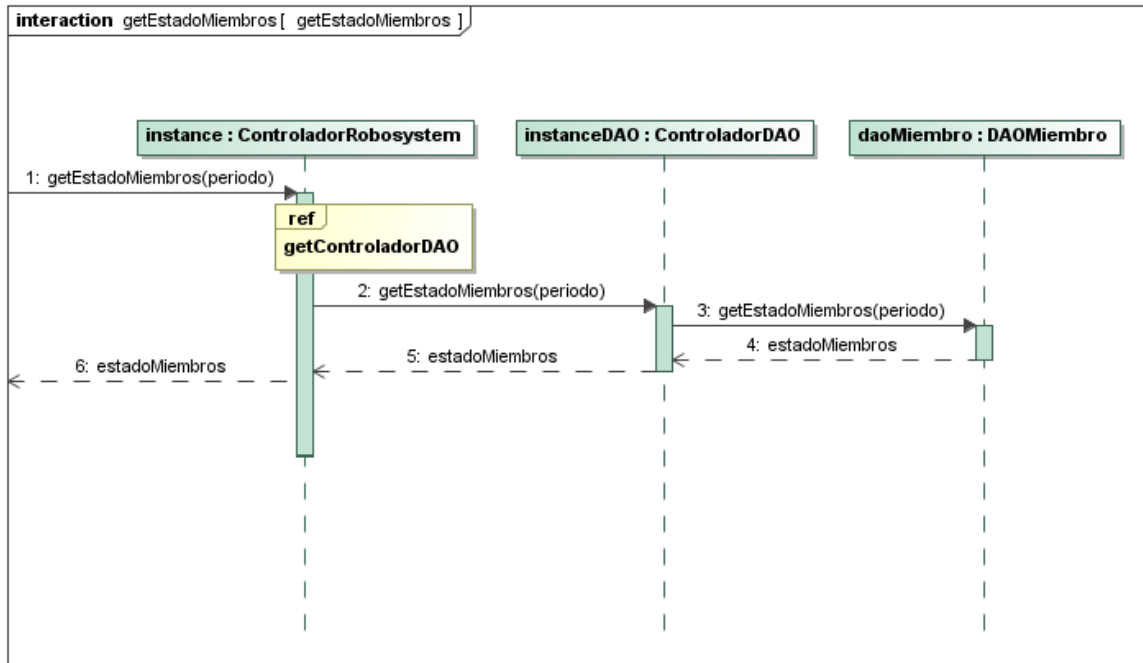 interaction getEstadoMiembros[ getEstadoMiembros ]
instance : ControladorRobosystem
instanceDAO : ControladorDAO
daoMiembro : DAOMiembro
1: getEstadoMiembros(periodo)
ref
getControladorDAO
2: getEstadoMiembros(periodo)
3: getEstadoMiembros(periodo)
4: estadoMiembros
5: estadoMiembros
6: estadoMiembros